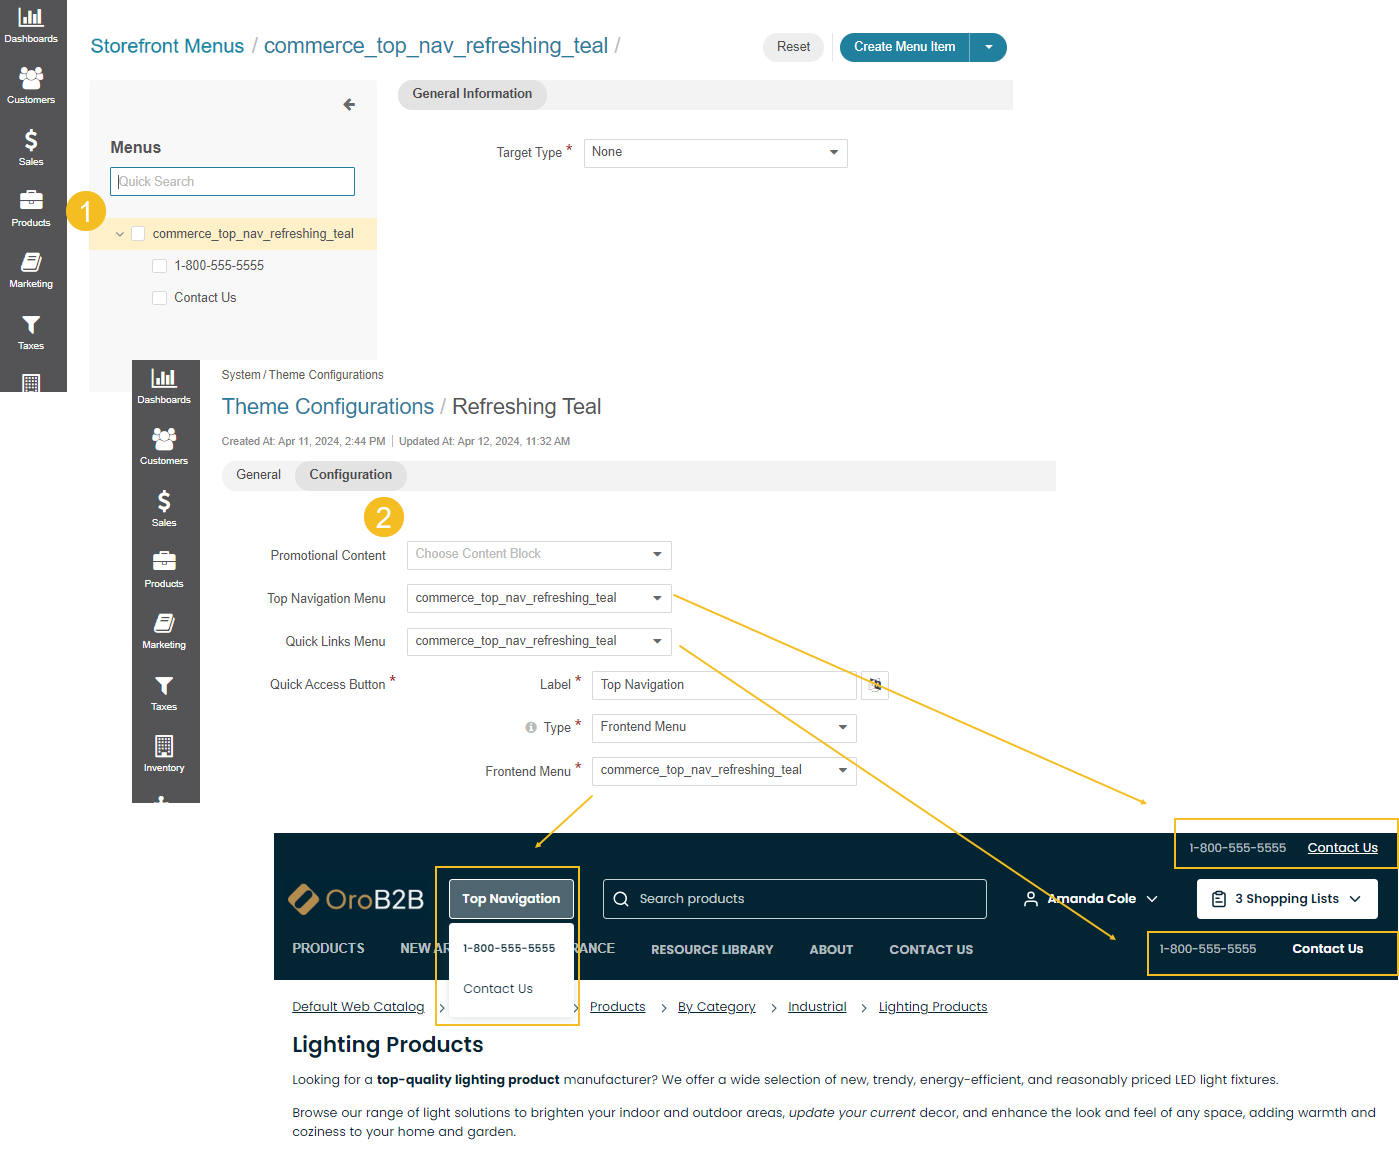 Dashboards
Customers
Sales
Products
Marketing
Taxes
Storefront Menus / commerce_top_nav_refreshing_teal /
Reset
Create Menu Item
Menus
Quick Search
1
commerce_top_nav_refreshing_teal
1-800-555-5555
Contact Us
General Information
Target Type * None
Dashboards
Customers
Sales
Products
Marketing
Taxes
Inventory
System / Theme Configurations
Theme Configurations / Refreshing Teal
Created At: Apr 11, 2024, 2:44 PM | Updated At: Apr 12, 2024, 11:32 AM
General Configuration
2
Promotional Content Choose Content Block
Top Navigation Menu commerce_top_nav_refreshing_teal
Quick Links Menu commerce_top_nav_refreshing_teal
Quick Access Button * Label * Top Navigation
Type * Frontend Menu
Frontend Menu * commerce_top_nav_refreshing_teal
1-800-555-5555 Contact Us
OroB2B Top Navigation Search products Amanda Cole 3 Shopping Lists
PRODUCTS NEW AR RANCE RESOURCE LIBRARY ABOUT CONTACT US 1-800-555-5555 Contact Us
1-800-555-5555
Contact Us
Default Web Catalog > > Products > By Category > Industrial > Lighting Products
Lighting Products
Looking for a top-quality lighting product manufacturer? We offer a wide selection of new, trendy, energy-efficient, and reasonably priced LED light fixtures.
Browse our range of light solutions to brighten your indoor and outdoor areas, update your current decor, and enhance the look and feel of any space, adding warmth and
coziness to your home and garden.